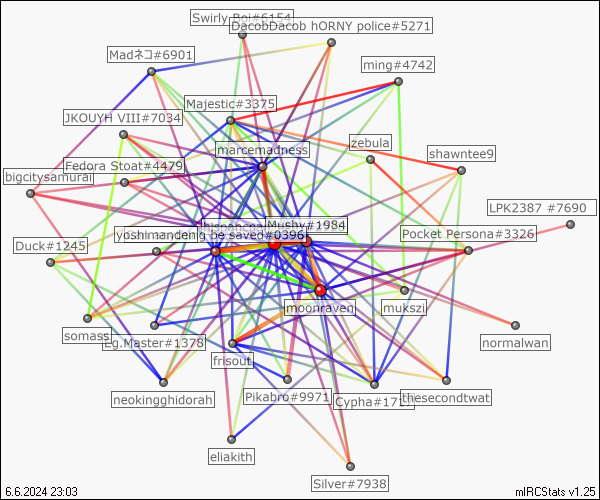 Swirly Boi#6154
DacobDacob hORNY police#5271
Madネコ#6901
ming#4742
Majestic#3375
JKOUYH VIII#7034
zebula
marcemadness
shawntee9
Fedora Stoat#4479
bigcitysamurai
LPK2387 #7690
Mushy#1984
yoshimandeing be saved#0396
Pocket Persona#3326
Duck#1245
moonraven
mukszi
somass
Eg.Master#1378
normalwan
frisout
neokingghidorah
Pikabro#9971
Cypha#171
thesecondtwat
eliakith
Silver#7938
6.6.2024 23:03
mIRCStats v1.25